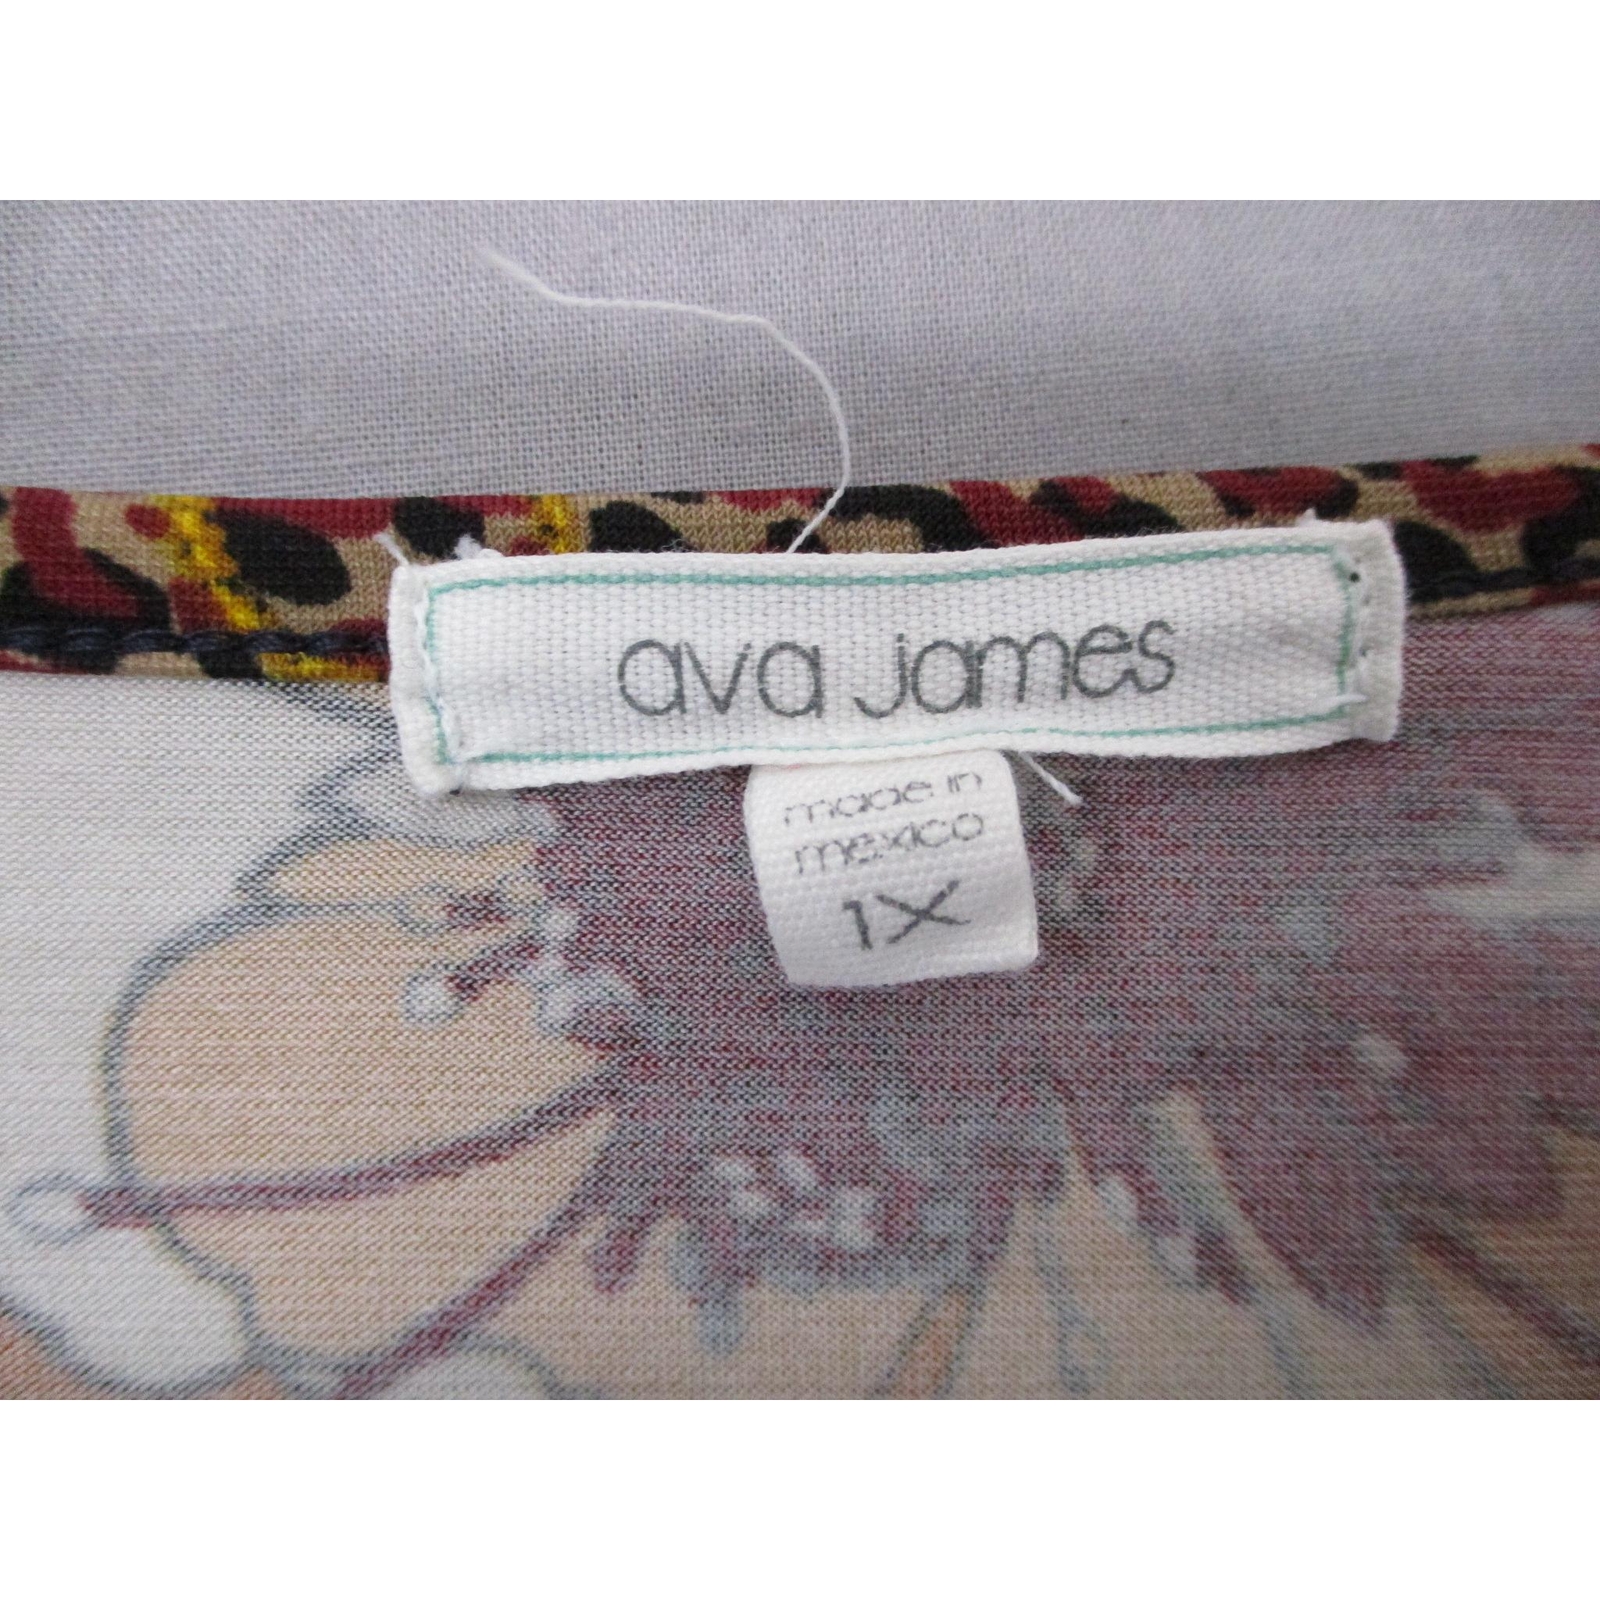 ava james
made in
mexico
1X